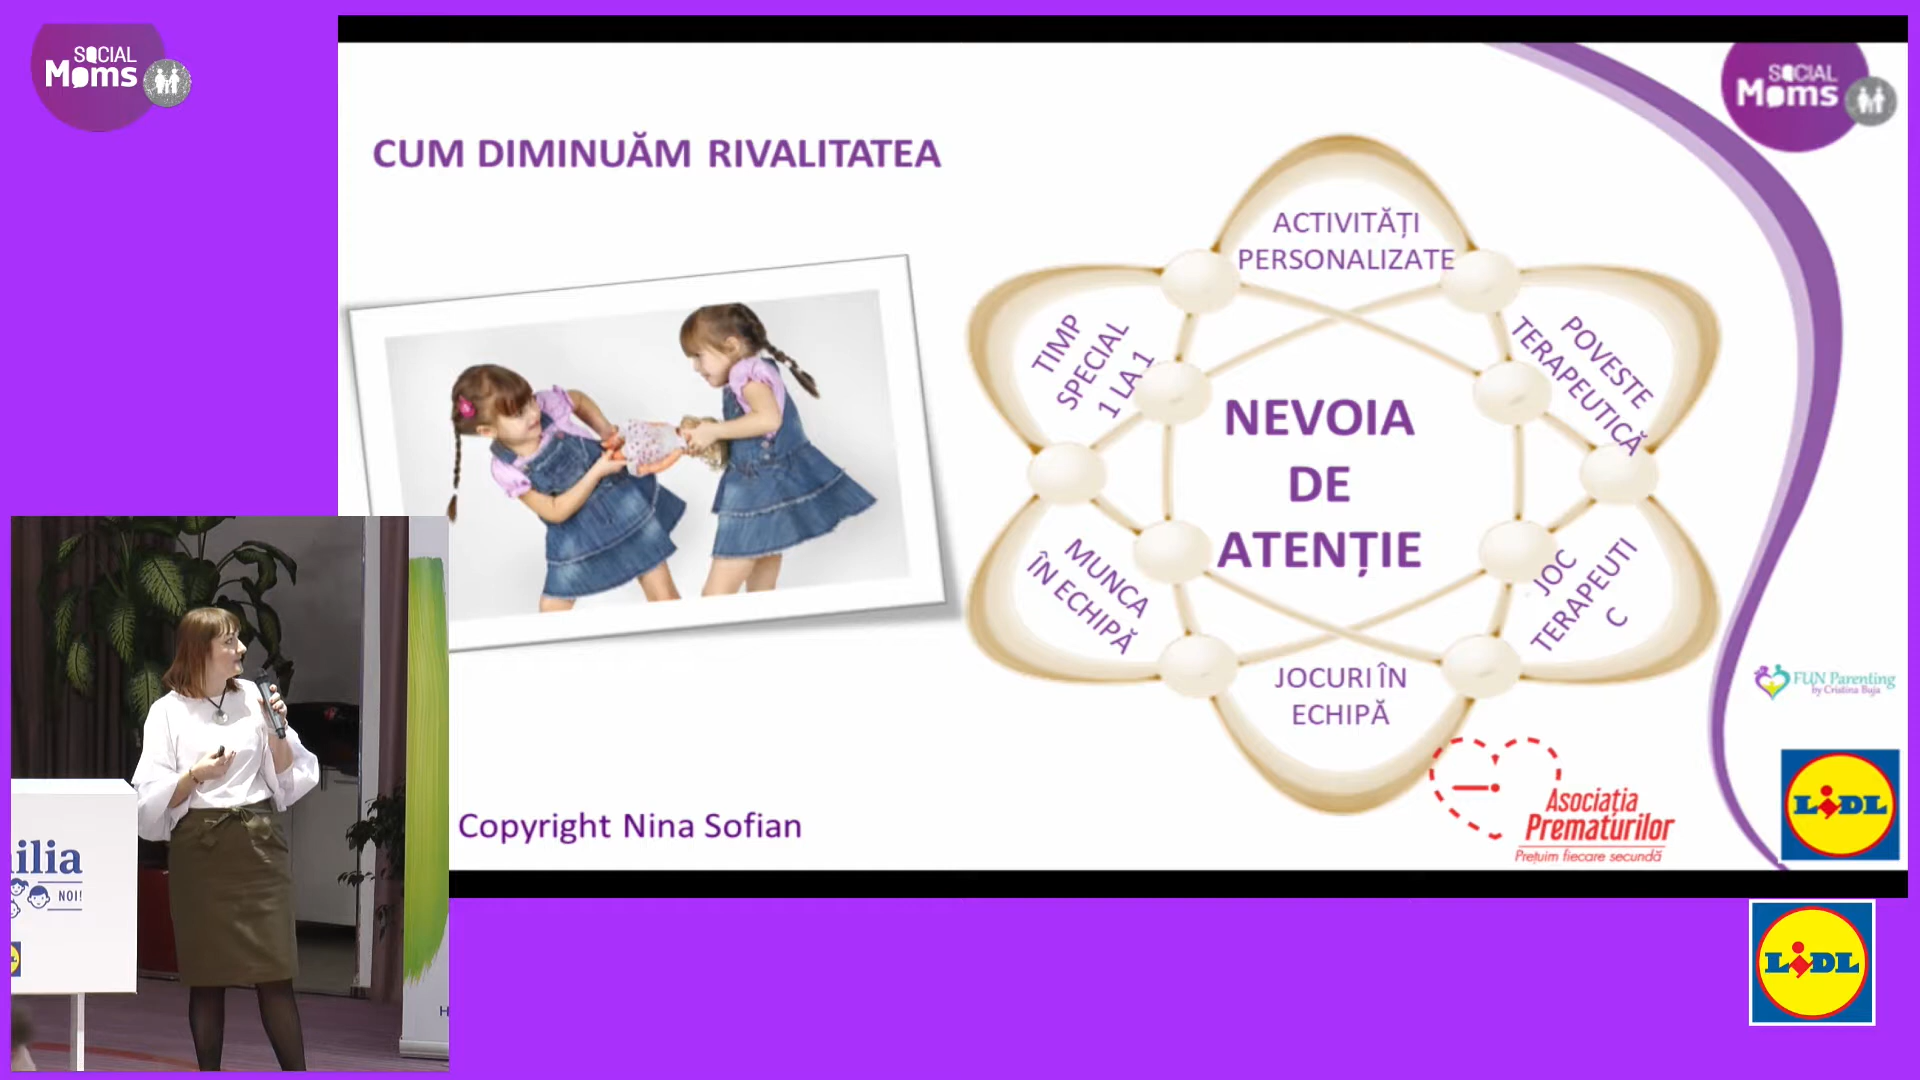 SOCIAL
Moms
SOCIAL
Moms
CUM DIMINUĂM RIVALITATEA
ACTIVITĂȚI
PERSONALIZATE
TIMP
SPECIAL
1 LA 1
POVESTE
TERAPEUTICĂ
NEVOIA
DE
ATENȚIE
MUNCA
ÎN ECHIPĂ
JOC
TERAPEUTI
C
JOCURI ÎN
ECHIPĂ
FUN Parenting
by Cristina Buja
Asociația
Prematurilor
Prețuim fiecare secundă
LIDL
Copyright Nina Sofian
ilia
NOI!
H
LIDL